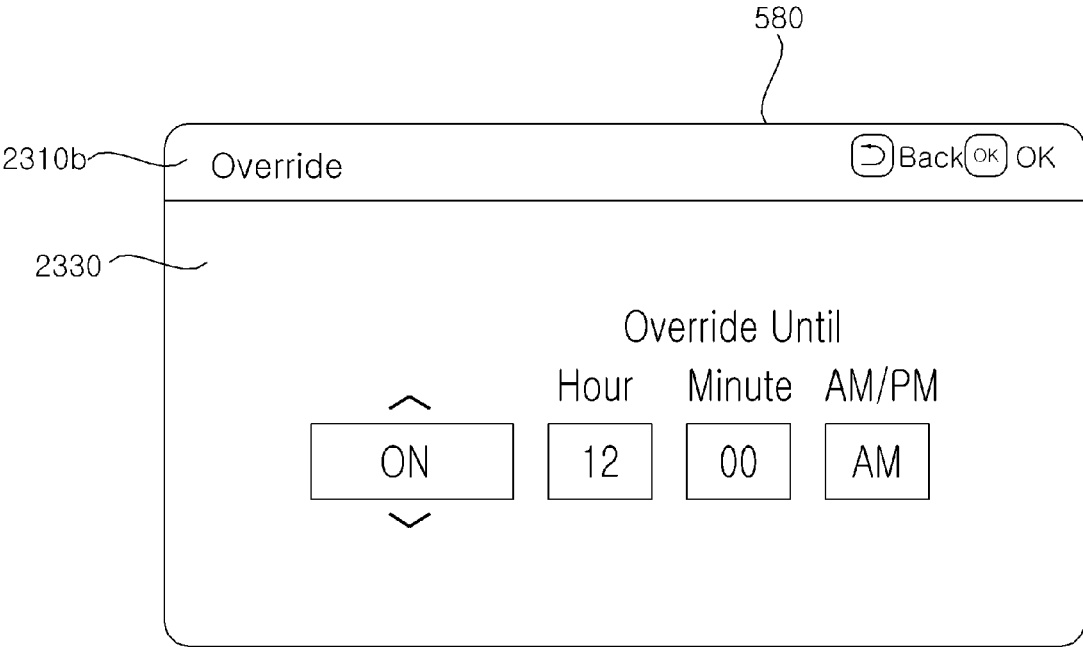 580
2310b
Override
Back OK OK
2330
Override Until
Hour Minute AM/PM
ON 12 00 AM